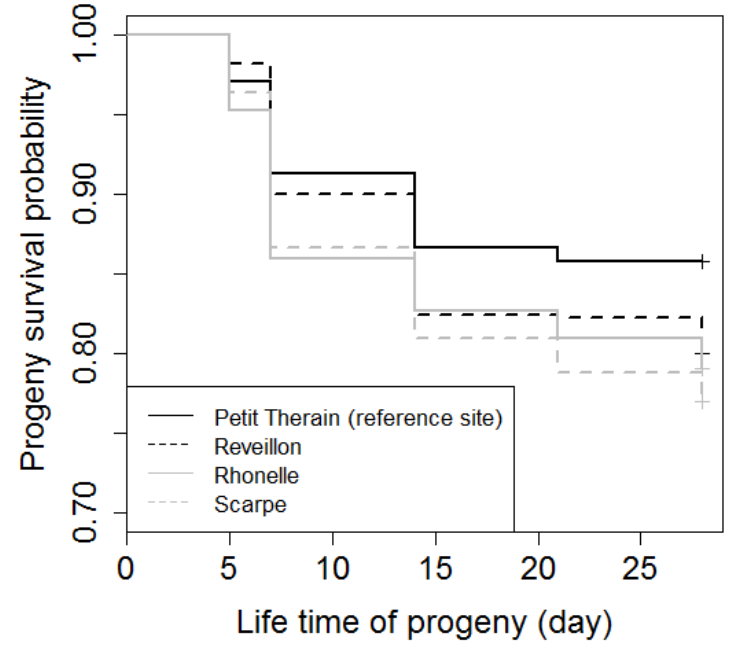 Progeny survival probability
1.00
0.90
0.80
0.70
Petit Therain (reference site)
Reveillon
Rhonelle
Scarpe
0 5 10 15 20 25
Life time of progeny (day)